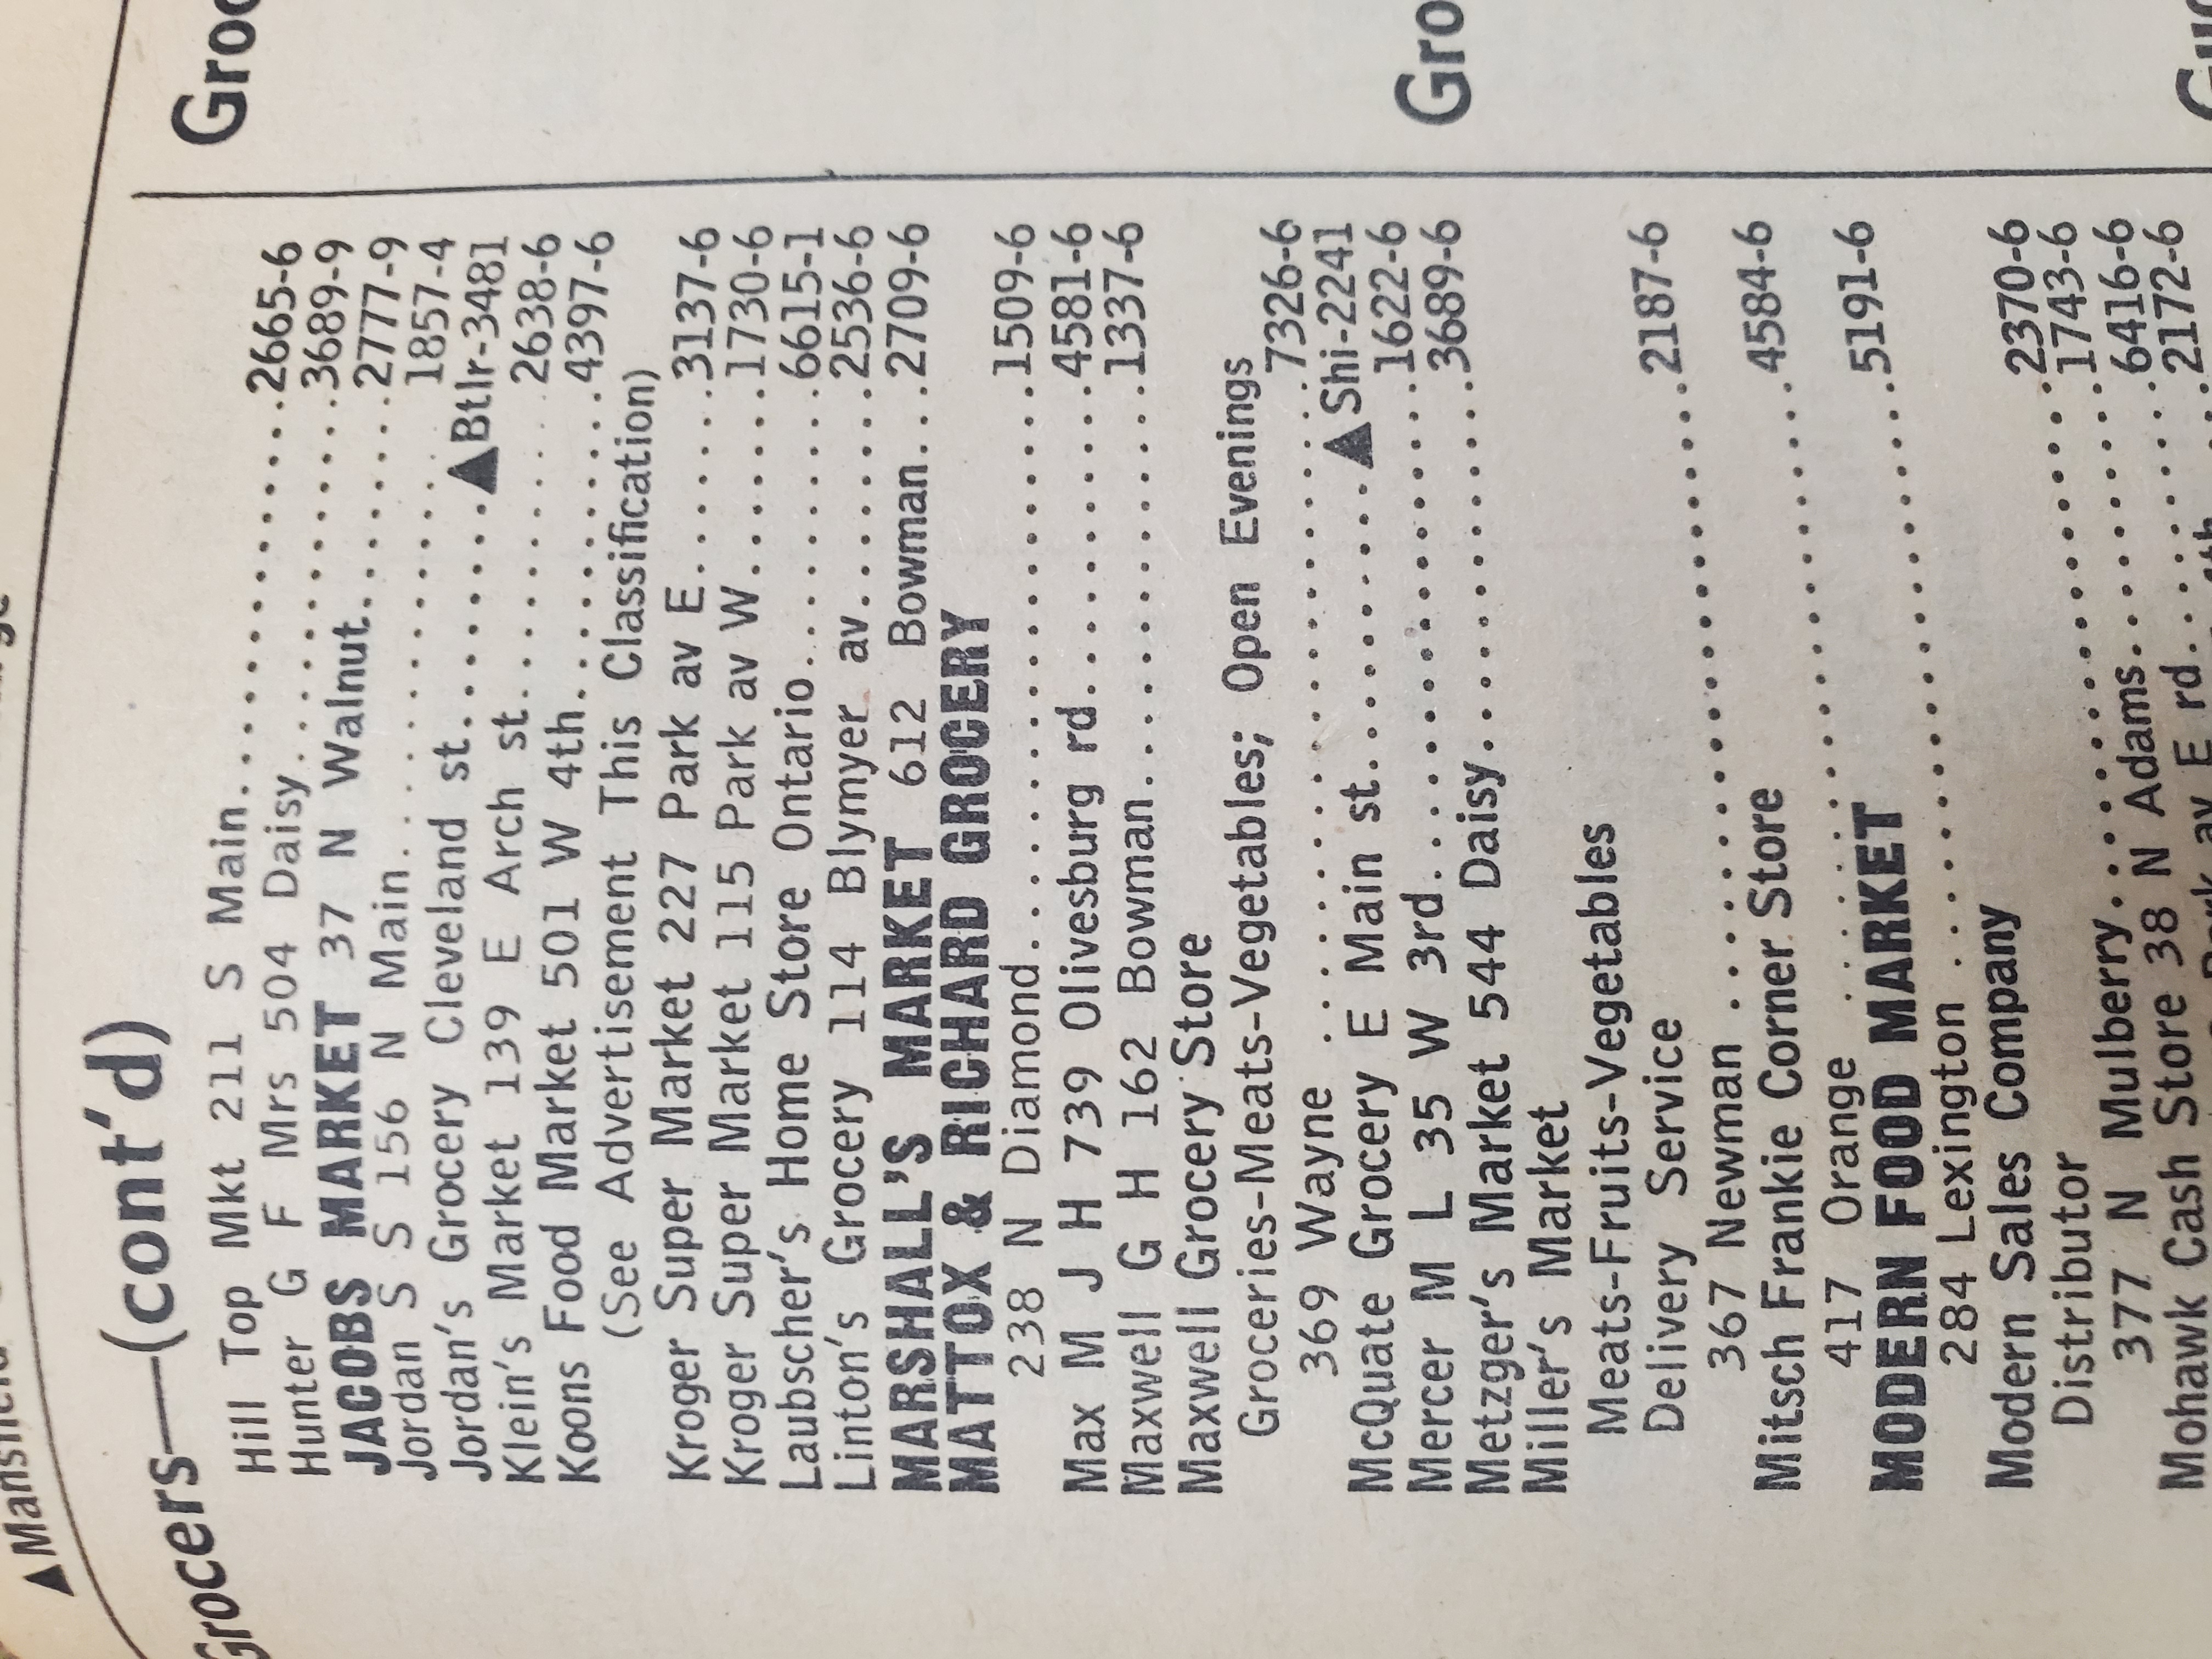 ▲Mansfield
Grocers—(cont'd)
Hill Top Mkt 211 S Main..............2665-6
Hunter G F Mrs 504 Daisy..........3689-9
JACOBS MARKET 37 N Walnut......2777-9
Jordan S S 156 N Main..............1857-4
Jordan's Grocery Cleveland st......▲Btlr-3481
Klein's Market 139 E Arch st........2638-6
Koons Food Market 501 W 4th.......4397-6
(See Advertisement This Classification)
Kroger Super Market 227 Park av E.....3137-6
Kroger Super Market 115 Park av W.....1730-6
Laubscher's Home Store Ontario.......6615-1
Linton's Grocery 114 Blymyer av.......2536-6
MARSHALL'S MARKET 612 Bowman...2709-6
MATTOX & RICHARD GROCERY
238 N Diamond...................1509-6
Max M J H 739 Olivesburg rd.........4581-6
Maxwell G H 162 Bowman............1337-6
Maxwell Grocery Store
Groceries-Meats-Vegetables; Open Evenings
369 Wayne ......................7326-6
McQuate Grocery E Main st.......▲Shi-2241
Mercer M L 35 W 3rd..............1622-6
Metzger's Market 544 Daisy..........3689-6
Miller's Market
Meats-Fruits-Vegetables
Delivery Service
367 Newman ....................2187-6
Mitsch Frankie Corner Store
417 Orange .....................4584-6
MODERN FOOD MARKET
284 Lexington ...................5191-6
Modern Sales Company
Distributor
377 N Mulberry..................2370-6
Mohawk Cash Store 38 N Adams......1743-6
6416-6
Park av E rd.......2172-6
Groc
Gro